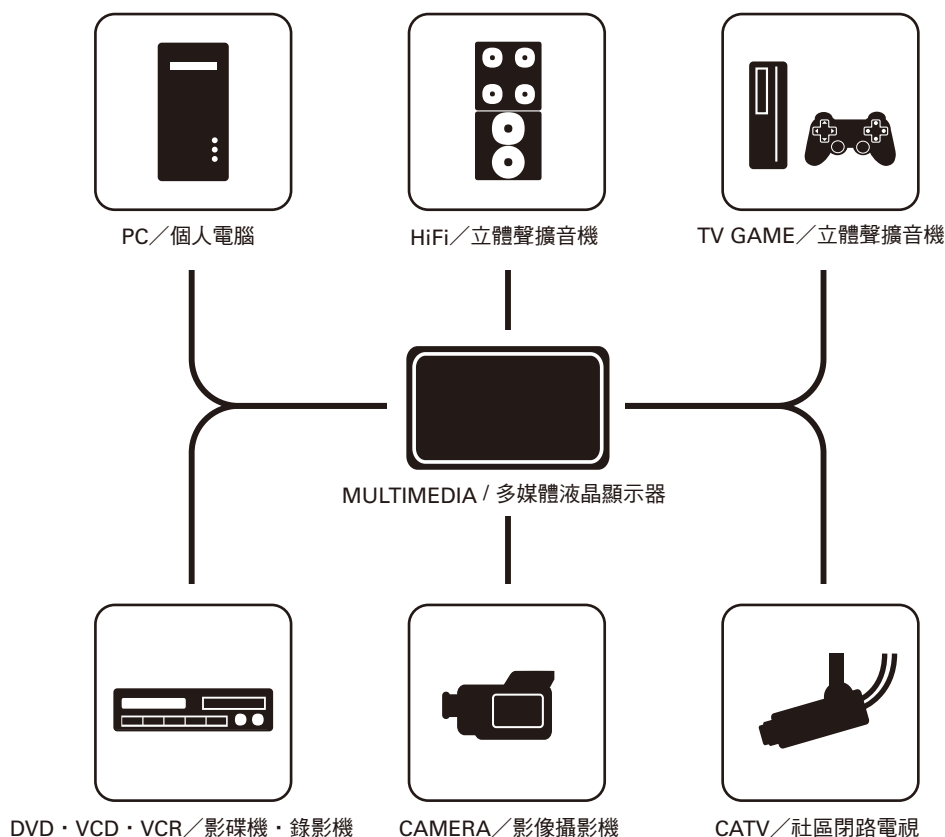 PC／個人電腦
HiFi／立體聲擴音機
TV GAME／立體聲擴音機
MULTIMEDIA / 多媒體液晶顯示器
DVD・VCD・VCR／影碟機・錄影機
CAMERA／影像攝影機
CATV／社區閉路電視